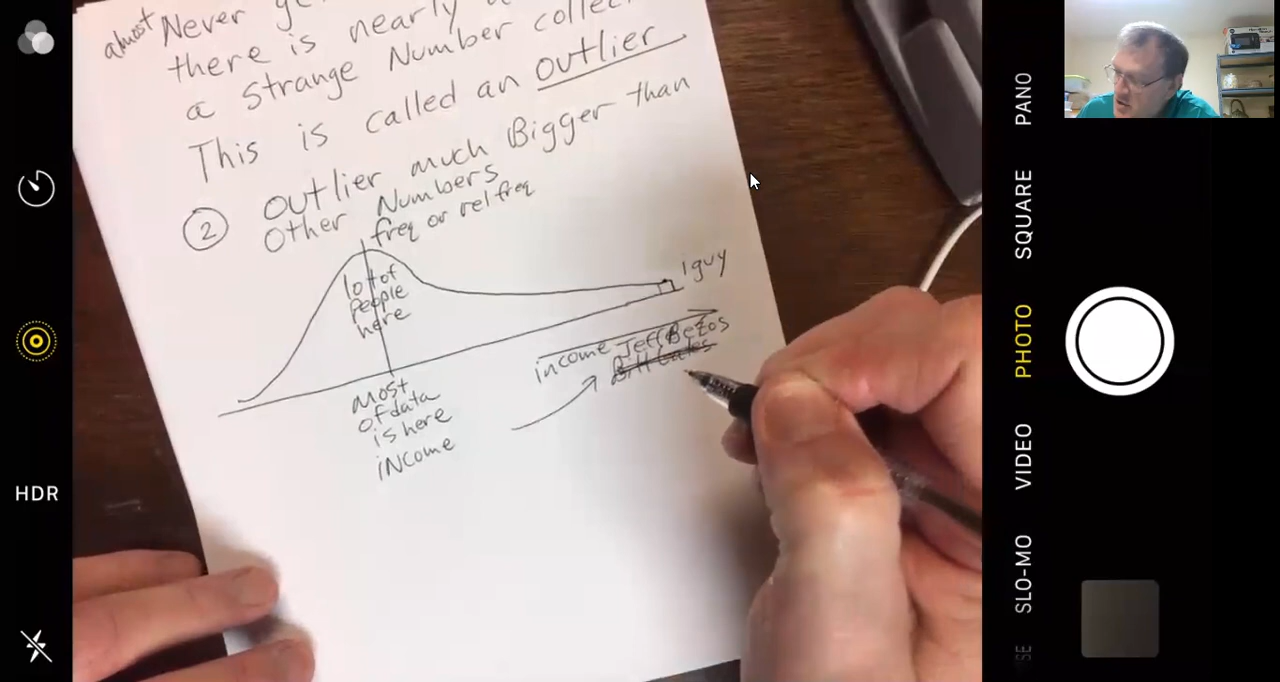 almost Never
there is nearly
a strange Number collec
This is called an outlier
② outlier much Bigger than
Other Numbers
freq or rel freq
lot of
People
here
1 guy
income Jeff Bezos
Bill Gates
most
of data
is here
iNcome
HDR
PANO
SQUARE
PHOTO
VIDEO
SLO-MO